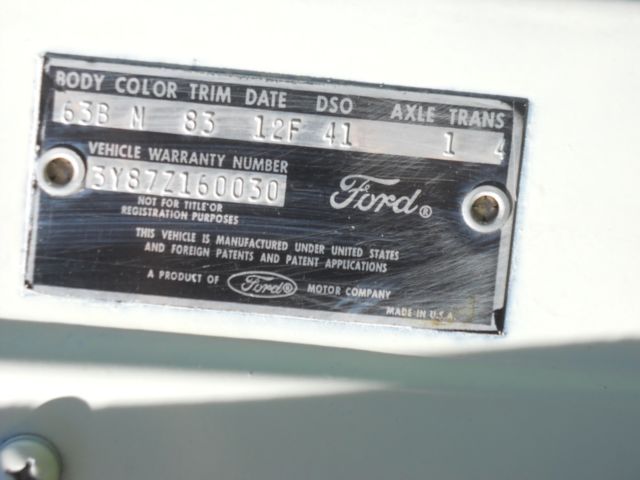 BODY COLOR TRIM DATE DSO AXLE TRANS
63B M 83 12F 41 1 4
VEHICLE WARRANTY NUMBER
3Y87Z160030
Ford®
NOT FOR TITLE OR
REGISTRATION PURPOSES
THIS VEHICLE IS MANUFACTURED UNDER UNITED STATES
AND FOREIGN PATENTS AND PATENT APPLICATIONS
A PRODUCT OF Ford® MOTOR COMPANY
MADE IN U.S.A.